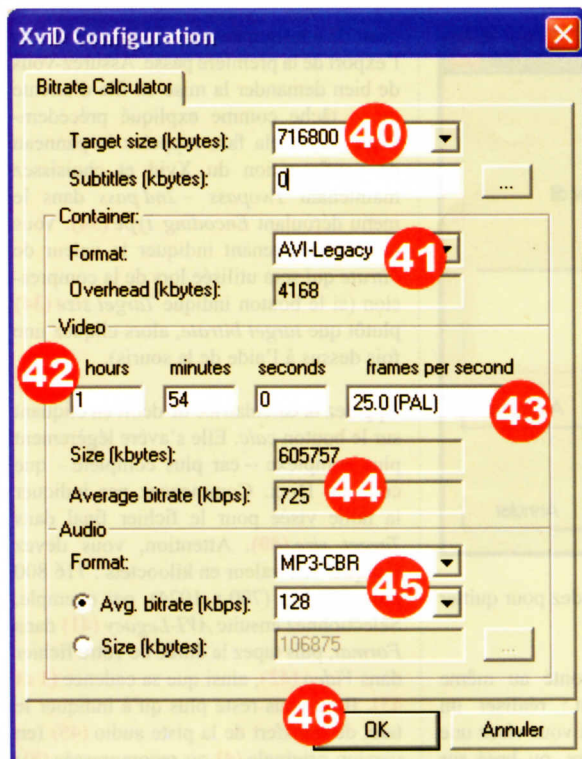 XviD Configuration
Bitrate Calculator
Target size (kbytes): 716800 40
Subtitles (kbytes): 0 ...
Container:
Format: AVI-Legacy 41
Overhead (kbytes): 4168
Video
42 hours minutes seconds frames per second
1 54 0 25.0 (PAL) 43
Size (kbytes): 605757
Average bitrate (kbps): 725 44
Audio
Format: MP3-CBR
Avg. bitrate (kbps): 128 45
Size (kbytes): 106875 ...
46 OK Annuler